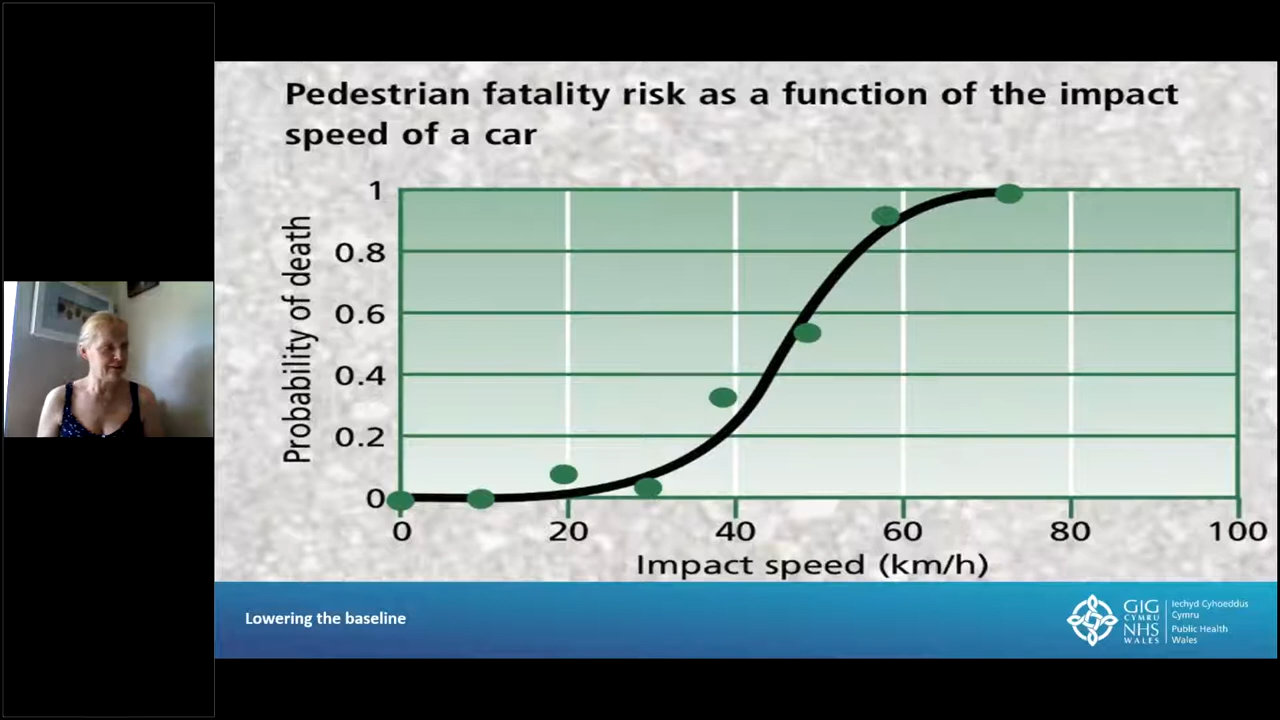 Pedestrian fatality risk as a function of the impact
speed of a car
Probability of death
1
0.8
0.6
0.4
0.2
0
0 20 40 60 80 100
Impact speed (km/h)
Lowering the baseline
GIG
CYMRU
NHS
WALES
Iechyd Cyhoeddus
Cymru
Public Health
Wales